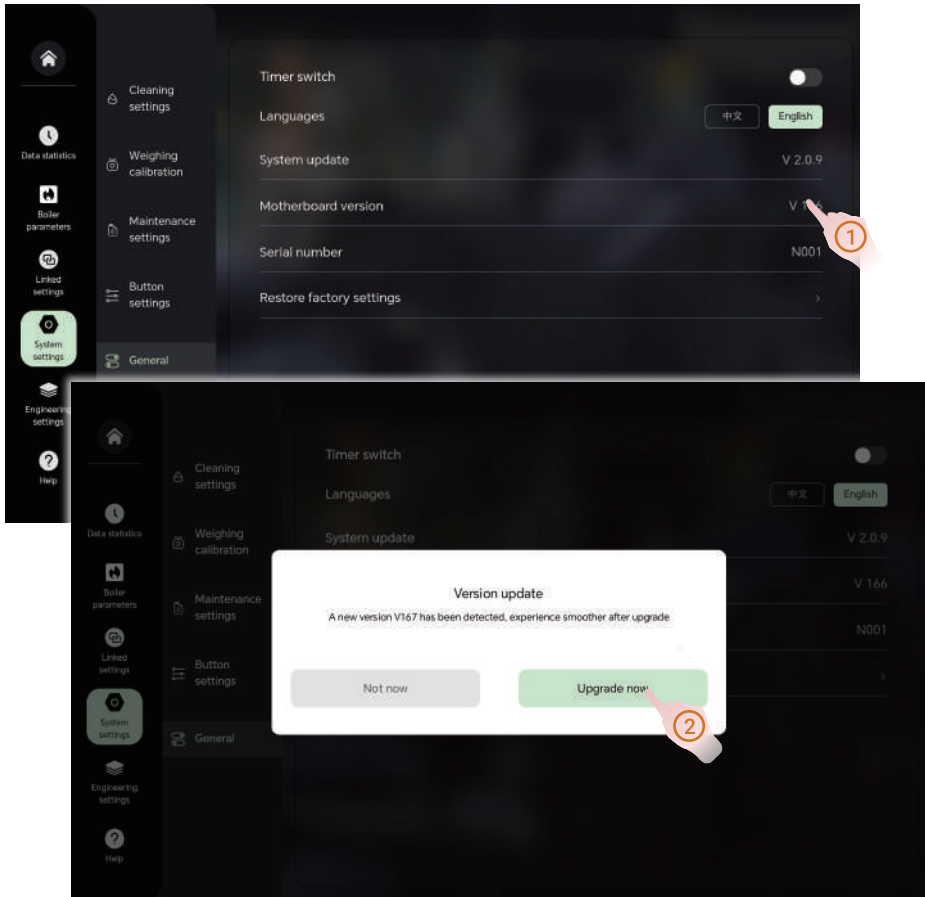 Timer switch
Languages
中文
English
System update
V 2.0.9
Motherboard version
V 1 6
Serial number
N001
Restore factory settings
Data statistics
Boiler
parameters
Linked
settings
System
settings
Engineering
settings
Help
Cleaning
settings
Weighing
calibration
Maintenance
settings
Button
settings
General
1
Data statistics
Boiler
parameters
Linked
settings
System
settings
Engineering
settings
Help
Cleaning
settings
Weighing
calibration
Maintenance
settings
Button
settings
General
Timer switch
Languages
中文
English
System update
V 2.0.9
V 166
N001
Version update
A new version V167 has been detected, experience smoother after upgrade
Not now
Upgrade now
2